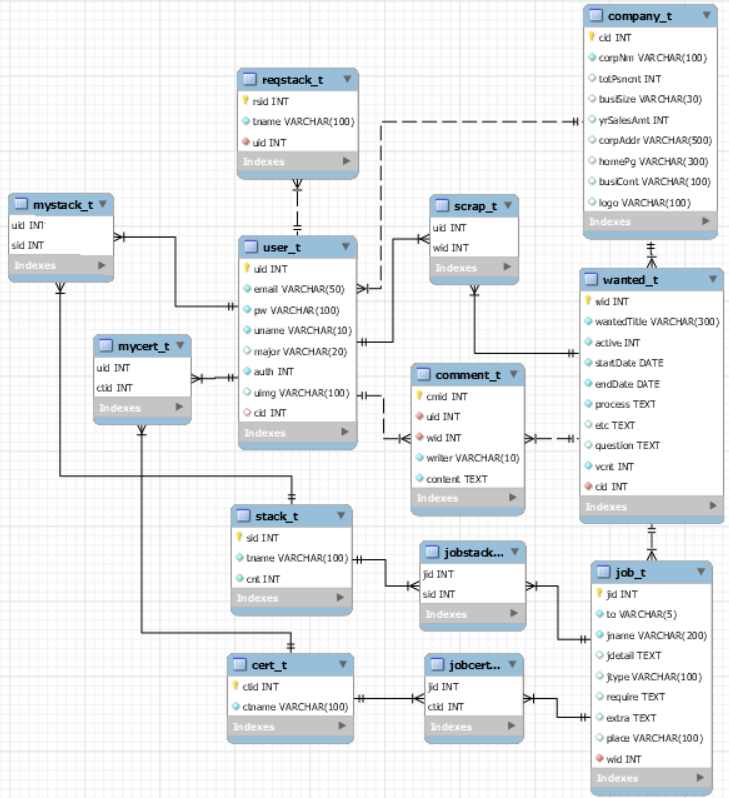 company_t
cid INT
corpNm VARCHAR(100)
totPsncnt INT
busiSize VARCHAR(30)
yrSalesAmt INT
corpAddr VARCHAR(500)
homePg VARCHAR(300)
busiCont VARCHAR(100)
logo VARCHAR(100)
Indexes
reqstack_t
rsid INT
tname VARCHAR(100)
uid INT
Indexes
mystack_t
uid INT
sid INT
Indexes
scrap_t
uid INT
wid INT
Indexes
user_t
uid INT
email VARCHAR(50)
pw VARCHAR(100)
uname VARCHAR(10)
major VARCHAR(20)
auth INT
uimg VARCHAR(100)
cid INT
Indexes
wanted_t
wid INT
wantedTitle VARCHAR(300)
active INT
startDate DATE
endDate DATE
process TEXT
etc TEXT
question TEXT
vcnt INT
cid INT
Indexes
mycert_t
uid INT
ctid INT
Indexes
comment_t
cmid INT
uid INT
wid INT
writer VARCHAR(10)
content TEXT
Indexes
stack_t
sid INT
tname VARCHAR(100)
cnt INT
Indexes
jobstack...
jid INT
sid INT
Indexes
job_t
jid INT
to VARCHAR(5)
jname VARCHAR(200)
jdetail TEXT
jtype VARCHAR(100)
require TEXT
extra TEXT
place VARCHAR(100)
wid INT
Indexes
cert_t
ctid INT
ctname VARCHAR(100)
Indexes
jobcert...
jid INT
ctid INT
Indexes